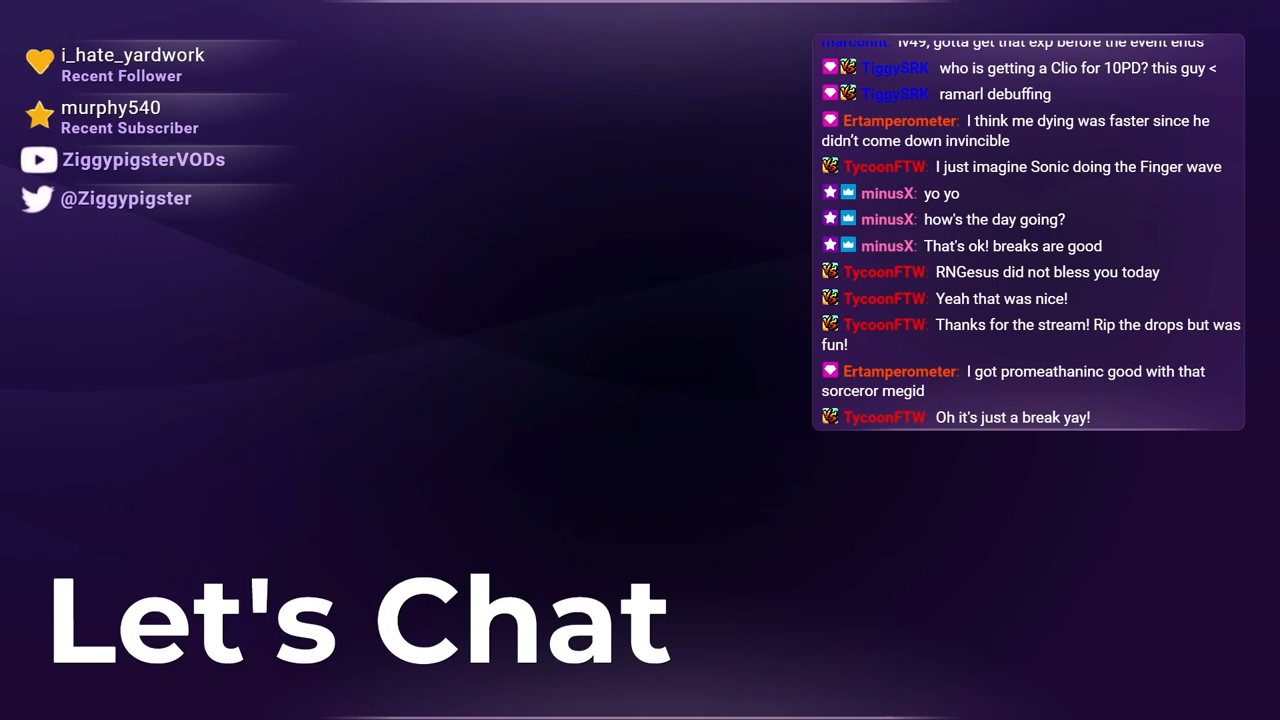 i_hate_yardwork
Recent Follower
murphy540
Recent Subscriber
ZiggypigsterVODs
@Ziggypigster
marconht: lv49, gotta get that exp before the event ends
TiggySRK: who is getting a Clio for 10PD? this guy <
TiggySRK: ramarl debuffing
Ertamperometer: I think me dying was faster since he
didn't come down invincible
TycoonFTW: I just imagine Sonic doing the Finger wave
minusX: yo yo
minusX: how's the day going?
minusX: That's ok! breaks are good
TycoonFTW: RNGesus did not bless you today
TycoonFTW: Yeah that was nice!
TycoonFTW: Thanks for the stream! Rip the drops but was
fun!
Ertamperometer: I got promeathaninc good with that
sorceror megid
TycoonFTW: Oh it's just a break yay!
Let's Chat